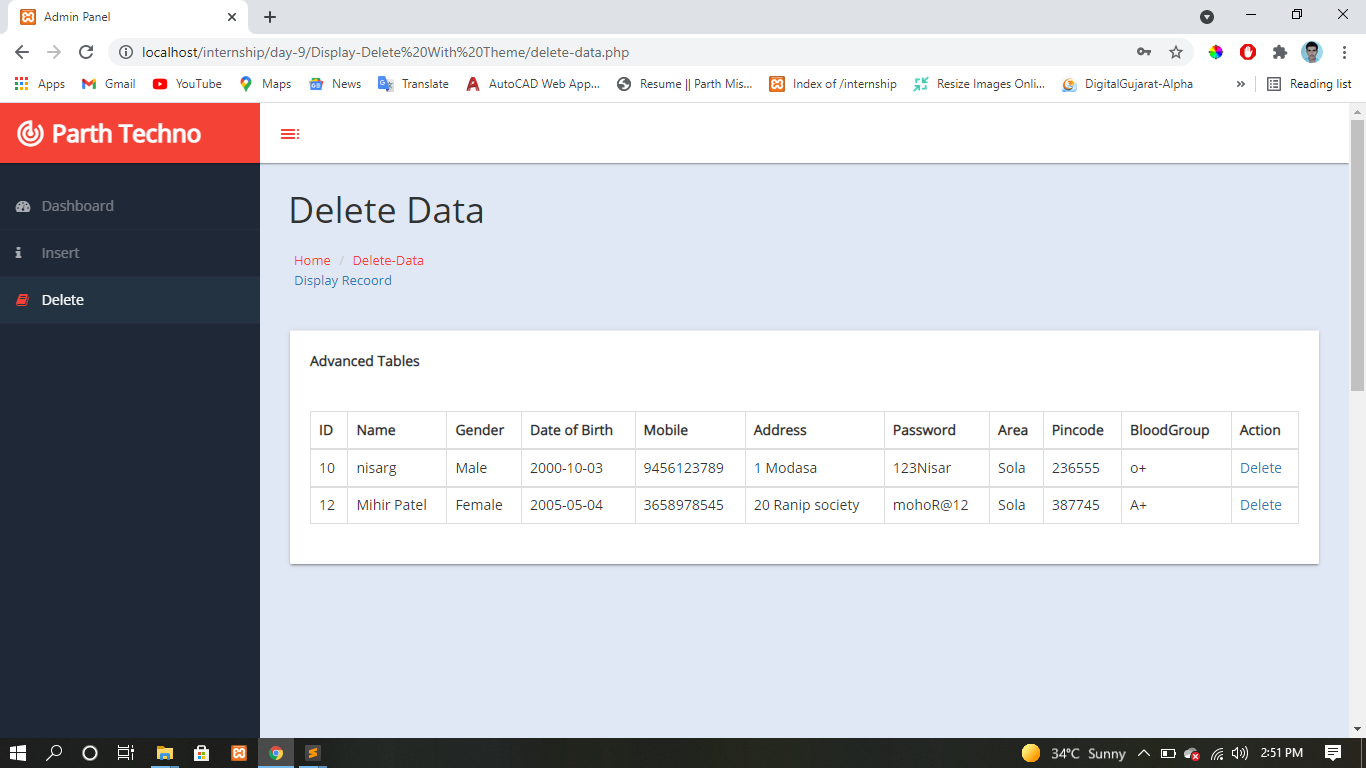 Admin Panel
localhost/internship/day-9/Display-Delete%20With%20Theme/delete-data.php
Apps Gmail YouTube Maps News Translate AutoCAD Web App... Resume || Parth Mis... Index of /internship Resize Images Onli... DigitalGujarat-Alpha » Reading list
Parth Techno
Dashboard
Insert
Delete
Delete Data
Home / Delete-Data
Display Recoord
Advanced Tables
ID Name Gender Date of Birth Mobile Address Password Area Pincode BloodGroup Action
10 nisarg Male 2000-10-03 9456123789 1 Modasa 123Nisar Sola 236555 o+ Delete
12 Mihir Patel Female 2005-05-04 3658978545 20 Ranip society mohoR@12 Sola 387745 A+ Delete
34°C Sunny 2:51 PM